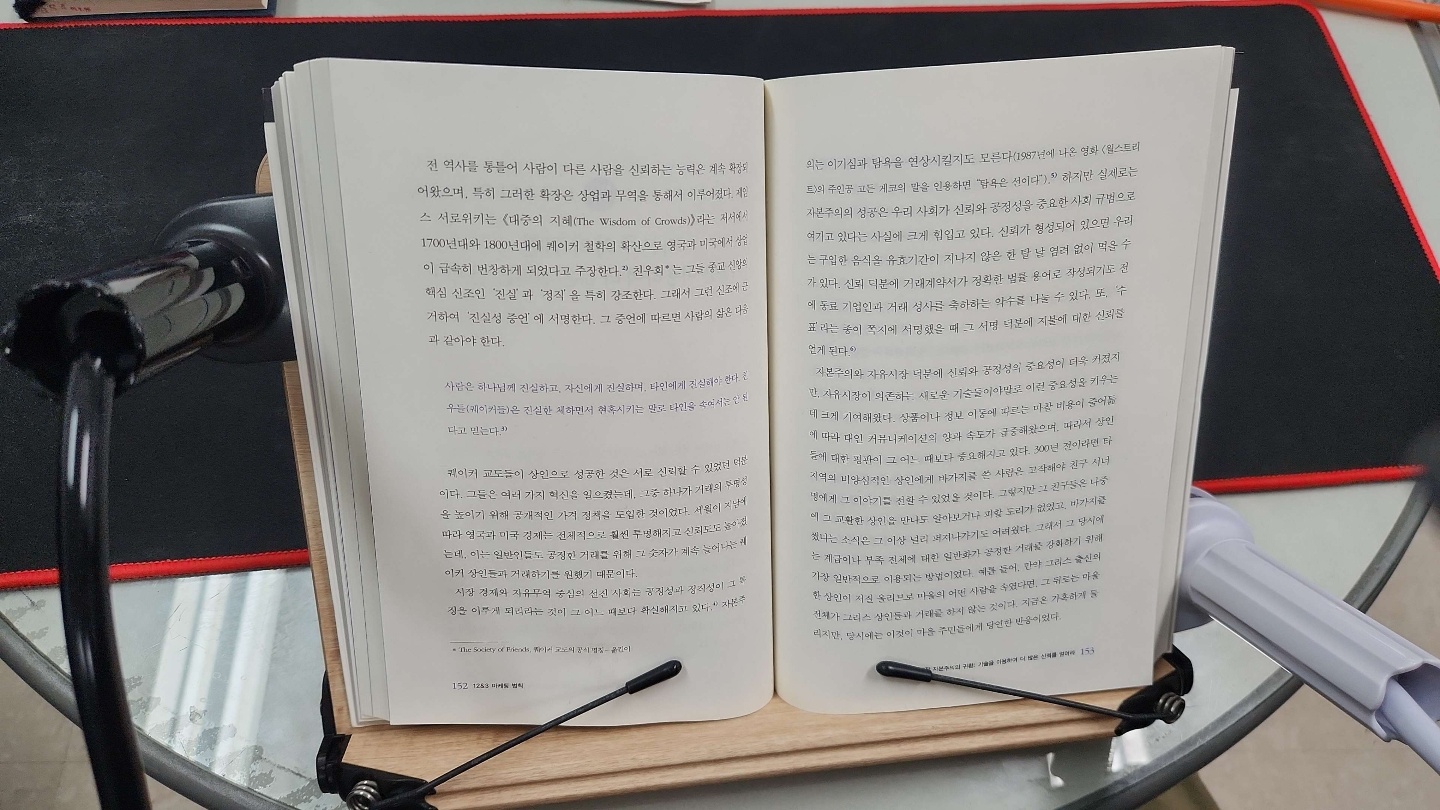 전 역사를 통틀어 사람이 다른 사람을 신뢰하는 능력은 계속 확장되
어왔으며, 특히 그러한 확장은 상업과 무역을 통해서 이루어졌다. 제임
스 서로위키는 《대중의 지혜(The Wisdom of Crowds)》라는 저서에서
1700년대와 1800년대에 퀘이커 철학의 확산으로 영국과 미국에서 상업
이 급속히 번창하게 되었다고 주장한다.²⁾ 친우회*는 그들 종교 신앙의
핵심 신조인 '진실'과 '정직'을 특히 강조한다. 그래서 그런 신조에 근
거하여 '진실성 증언'에 서명한다. 그 증언에 따르면 사람의 삶은 다음
과 같아야 한다.
사람은 하나님께 진실하고, 자신에게 진실하며, 타인에게 진실해야 한다. 친
우들(퀘이커들)은 진실한 체하면서 현혹시키는 말로 타인을 속여서는 안 된
다고 믿는다.³⁾
퀘이커 교도들이 상인으로 성공한 것은 서로 신뢰할 수 있었던 덕분
이다. 그들은 여러 가지 혁신을 일으켰는데, 그중 하나가 거래의 투명성
을 높이기 위해 공개적인 가격 정책을 도입한 것이었다. 세월이 지남에
따라 영국과 미국 경제는 전체적으로 훨씬 투명해지고 신뢰도도 높아졌
는데, 이는 일반인들도 공정한 거래를 위해 그 숫자가 계속 늘어나는 퀘
이커 상인들과 거래하기를 원했기 때문이다.
시장 경제와 자유무역 중심의 선진 사회는 공정성과 정직성이 그 
정을 이루게 되리라는 것이 그 어느 때보다 확실해지고 있다.⁴⁾ 자본주
* The Society of Friends, 퀘이커 교도의 공식 명칭-옮긴이
152 12&3 마케팅 법칙
의는 이기심과 탐욕을 연상시킬지도 모른다(1987년에 나온 영화 〈월스트리
트〉의 주인공 고든 게코의 말을 인용하면 "탐욕은 선이다").⁵⁾ 하지만 실제로는
자본주의의 성공은 우리 사회가 신뢰와 공정성을 중요한 사회 규범으로
여기고 있다는 사실에 크게 힘입고 있다. 신뢰가 형성되어 있으면 우리
는 구입한 음식을 유효기간이 지나지 않은 한 탈 날 염려 없이 먹을 수
가 있다. 신뢰 덕분에 거래계약서가 정확한 법률 용어로 작성되기도 전
에 동료 기업인과 거래 성사를 축하하는 악수를 나눌 수 있다. 또, '수
표'라는 종이 쪽지에 서명했을 때 그 서명 덕분에 지불에 대한 신뢰를
얻게 된다.⁶⁾
자본주의와 자유시장 덕분에 신뢰와 공정성의 중요성이 더욱 커졌지
만, 자유시장이 의존하는 새로운 기술들이야말로 이런 중요성을 키우는
데 크게 기여해왔다. 상품이나 정보 이동에 따르는 마찰 비용이 줄어듦
에 따라 대인 커뮤니케이션의 양과 속도가 급증해왔으며, 따라서 상인
들에 대한 평판이 그 어느 때보다 중요해지고 있다. 300년 전이라면 타
지역의 비양심적인 상인에게 바가지를 쓴 사람은 고작해야 친구 서너
명에게 그 이야기를 전할 수 있었을 것이다. 그렇지만 그 친구들은 나중
에 그 교활한 상인을 만나도 알아보거나 피할 도리가 없었고, 바가지를
썼다는 소식은 그 이상 널리 퍼져나가기도 어려웠다. 그래서 그 당시에
는 계급이나 부족 전체에 대한 일반화가 공정한 거래를 강화하기 위해
가장 일반적으로 이용되는 방법이었다. 예를 들어, 만약 그리스 출신의
한 상인이 저질 올리브로 마을의 어떤 사람을 속였다면, 그 뒤로는 마을
전체가 그리스 상인들과 거래를 하지 않는 것이다. 지금은 가혹하게 들
리지만, 당시에는 이것이 마을 주민들에게 당연한 반응이었다.
자본주의의 귀환: 기술을 이용하여 더 많은 신뢰를 얻어라 153